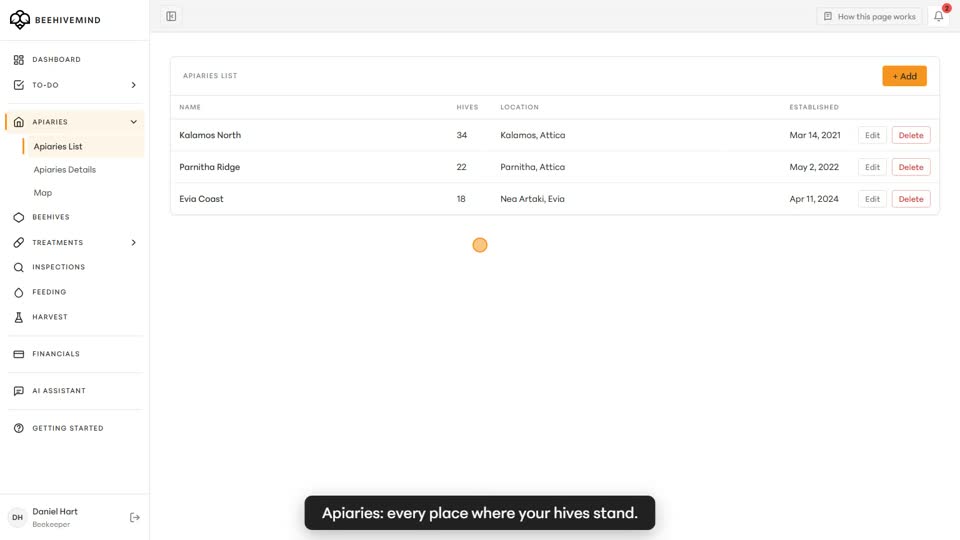 BEEHIVEMIND
How this page works
2
DASHBOARD
TO-DO
APIARIES
Apiaries List
Apiaries Details
Map
BEEHIVES
TREATMENTS
INSPECTIONS
FEEDING
HARVEST
FINANCIALS
AI ASSISTANT
GETTING STARTED
DH
Daniel Hart
Beekeeper
APIARIES LIST
+ Add
NAME HIVES LOCATION ESTABLISHED
Kalamos North 34 Kalamos, Attica Mar 14, 2021 Edit Delete
Parnitha Ridge 22 Parnitha, Attica May 2, 2022 Edit Delete
Evia Coast 18 Nea Artaki, Evia Apr 11, 2024 Edit Delete
Apiaries: every place where your hives stand.